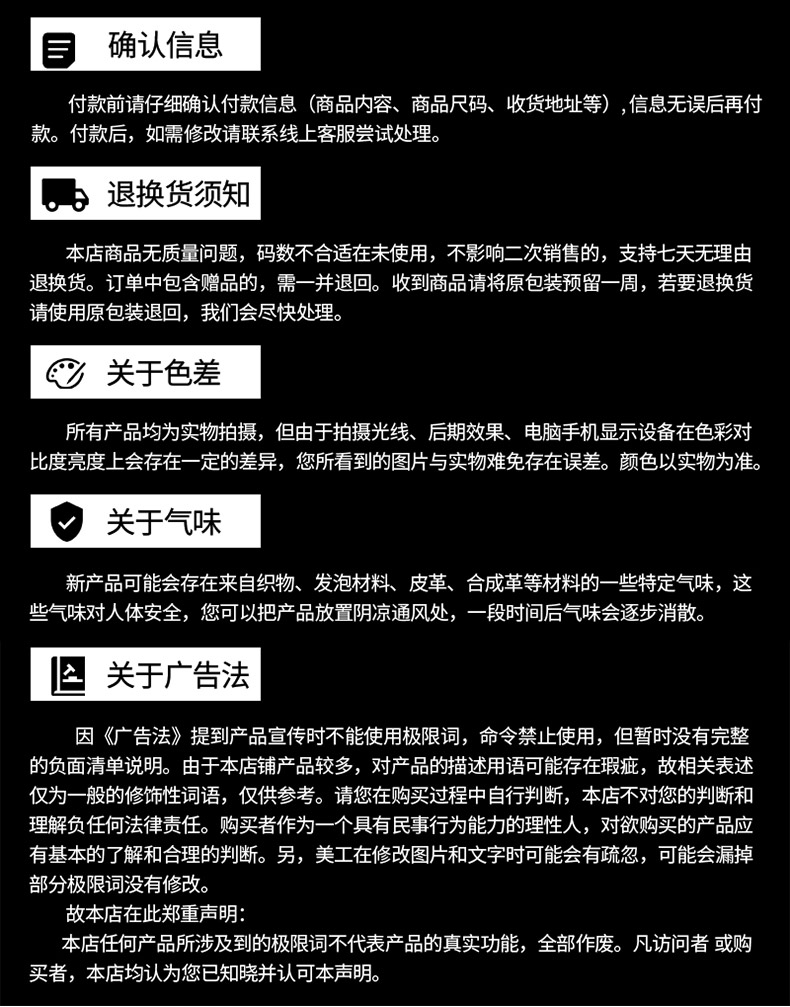 确认信息
付款前请仔细确认付款信息（商品内容、商品尺码、收货地址等）,信息无误后再付
款。付款后，如需修改请联系线上客服尝试处理。
退换货须知
本店商品无质量问题，码数不合适在未使用，不影响二次销售的，支持七天无理由
退换货。订单中包含赠品的，需一并退回。收到商品请将原包装预留一周，若要退换货
请使用原包装退回，我们会尽快处理。
关于色差
所有产品均为实物拍摄，但由于拍摄光线、后期效果、电脑手机显示设备在色彩对
比度亮度上会存在一定的差异，您所看到的图片与实物难免存在误差。颜色以实物为准。
关于气味
新产品可能会存在来自织物、发泡材料、皮革、合成革等材料的一些特定气味，这
些气味对人体安全，您可以把产品放置阴凉通风处，一段时间后气味会逐步消散。
关于广告法
因《广告法》提到产品宣传时不能使用极限词，命令禁止使用，但暂时没有完整
的负面清单说明。由于本店铺产品较多，对产品的描述用语可能存在瑕疵，故相关表述
仅为一般的修饰性词语，仅供参考。请您在购买过程中自行判断，本店不对您的判断和
理解负任何法律责任。购买者作为一个具有民事行为能力的理性人，对欲购买的产品应
有基本的了解和合理的判断。另，美工在修改图片和文字时可能会有疏忽，可能会漏掉
部分极限词没有修改。
故本店在此郑重声明：
本店任何产品所涉及到的极限词不代表产品的真实功能，全部作废。凡访问者 或购
买者，本店均认为您已知晓并认可本声明。